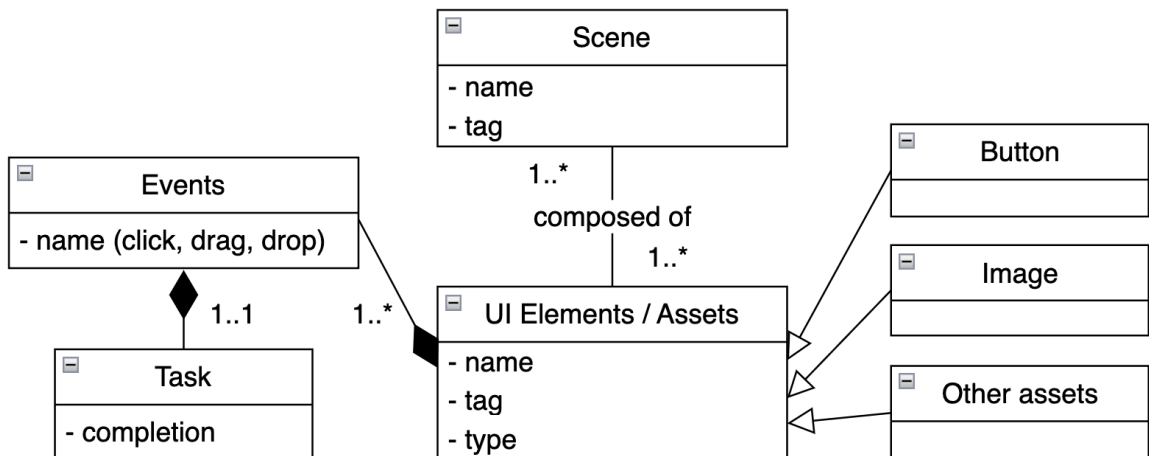 Scene
- name
- tag
1..*
composed of
1..*
Events
- name (click, drag, drop)
1..1
1..*
Task
- completion
UI Elements / Assets
- name
- tag
- type
Button
Image
Other assets